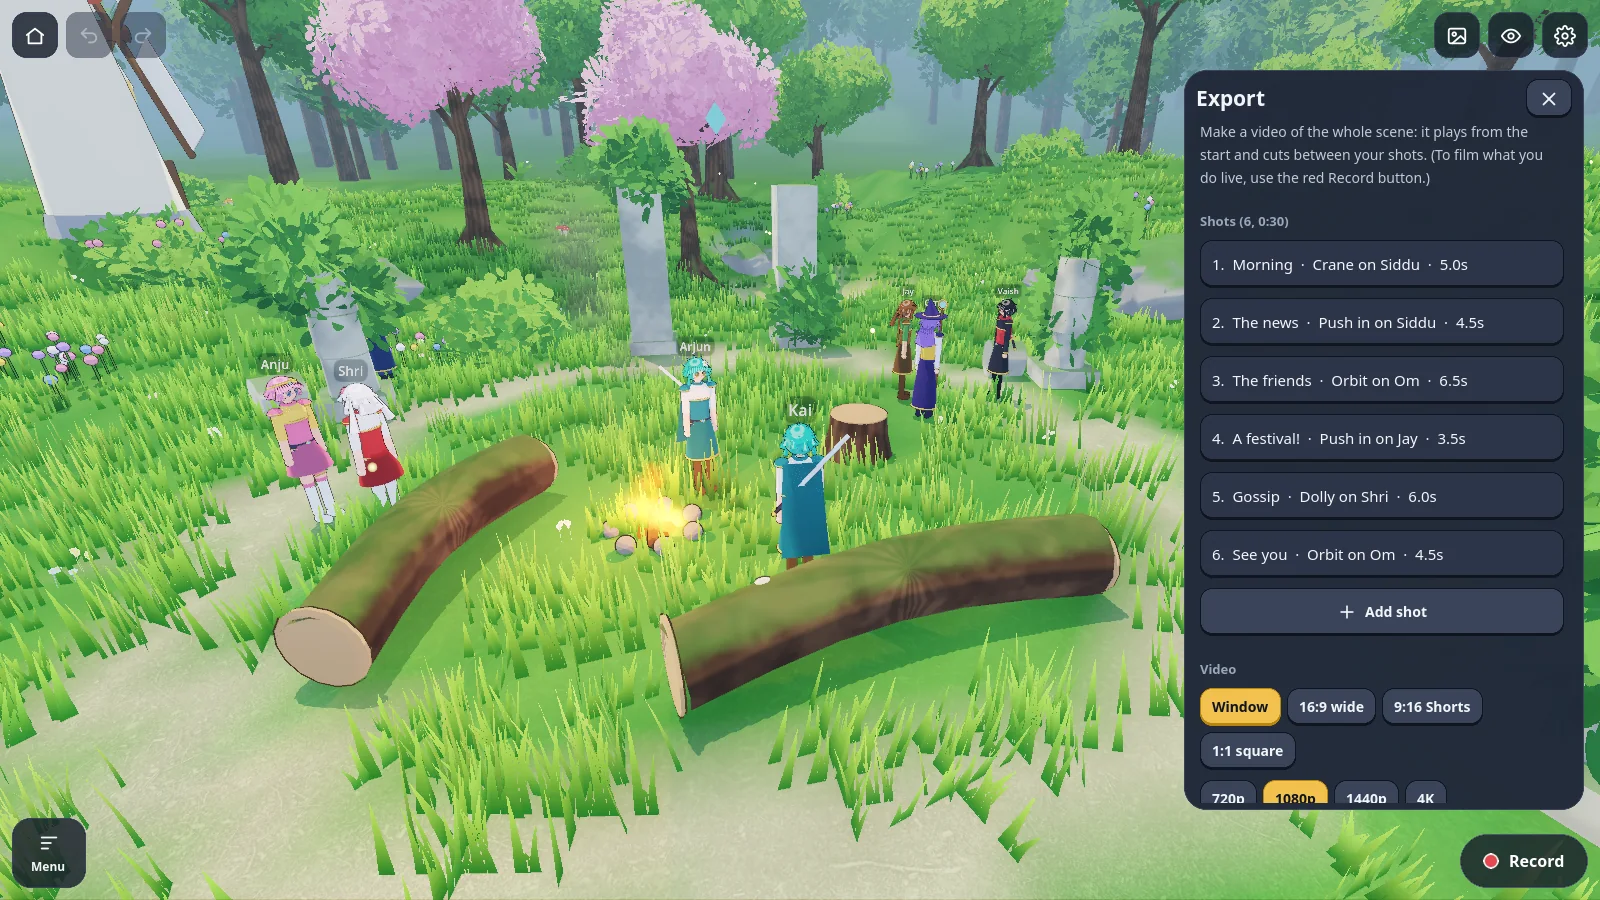 Export
Make a video of the whole scene: it plays from the
start and cuts between your shots. (To film what you
do live, use the red Record button.)
Shots (6, 0:30)
1. Morning · Crane on Siddu · 5.0s
2. The news · Push in on Siddu · 4.5s
3. The friends · Orbit on Om · 6.5s
4. A festival! · Push in on Jay · 3.5s
5. Gossip · Dolly on Shri · 6.0s
6. See you · Orbit on Om · 4.5s
+ Add shot
Video
Window 16:9 wide 9:16 Shorts
1:1 square
720p 1080p 1440p 4K
Jay
Vaish
Arjun
Anju
Shri
Kai
Menu
Record